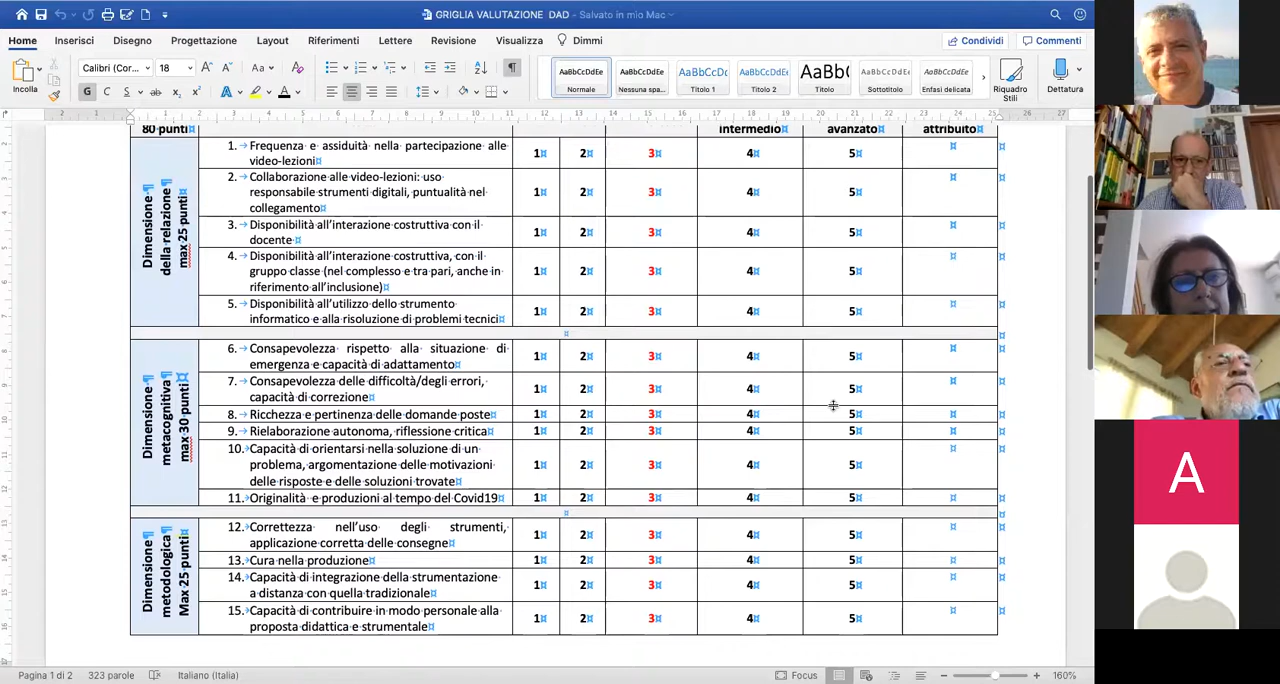 GRIGLIA VALUTAZIONE DAD – Salvato in mio Mac
Home Inserisci Disegno Progettazione Layout Riferimenti Lettere Revisione Visualizza Dimmi Condividi Commenti
Calibri (Cor... 18
AaBbCcDdEe AaBbCcDdEe AaBbCcDc AaBbCcDdEe AaBb( AaBbCcDdEe AaBbCcDdEe
Incolla G C S Normale Nessuna spa... Titolo 1 Titolo 2 Titolo Sottotitolo Enfasi delicata Riquadro Stili Dettatura
80 punti intermedio avanzato attribuito
Dimensione
della relazione
max 25 punti
1. Frequenza e assiduità nella partecipazione alle
video-lezioni
1 2 3 4 5
2. Collaborazione alle video-lezioni: uso
responsabile strumenti digitali, puntualità nel
collegamento
1 2 3 4 5
3. Disponibilità all'interazione costruttiva con il
docente
1 2 3 4 5
4. Disponibilità all'interazione costruttiva, con il
gruppo classe (nel complesso e tra pari, anche in
riferimento all'inclusione)
1 2 3 4 5
5. Disponibilità all'utilizzo dello strumento
informatico e alla risoluzione di problemi tecnici
1 2 3 4 5
Dimensione
metacognitiva
max 30 punti
6. Consapevolezza rispetto alla situazione di
emergenza e capacità di adattamento
1 2 3 4 5
7. Consapevolezza delle difficoltà/degli errori,
capacità di correzione
1 2 3 4 5
8. Ricchezza e pertinenza delle domande poste
1 2 3 4 5
9. Rielaborazione autonoma, riflessione critica
1 2 3 4 5
10. Capacità di orientarsi nella soluzione di un
problema, argomentazione delle motivazioni
delle risposte e delle soluzioni trovate
1 2 3 4 5
11. Originalità e produzioni al tempo del Covid19
1 2 3 4 5
Dimensione
metodologica
Max 25 punti
12. Correttezza nell'uso degli strumenti,
applicazione corretta delle consegne
1 2 3 4 5
13. Cura nella produzione
1 2 3 4 5
14. Capacità di integrazione della strumentazione
a distanza con quella tradizionale
1 2 3 4 5
15. Capacità di contribuire in modo personale alla
proposta didattica e strumentale
1 2 3 4 5
Pagina 1 di 2 323 parole Italiano (Italia) Focus 160%
A